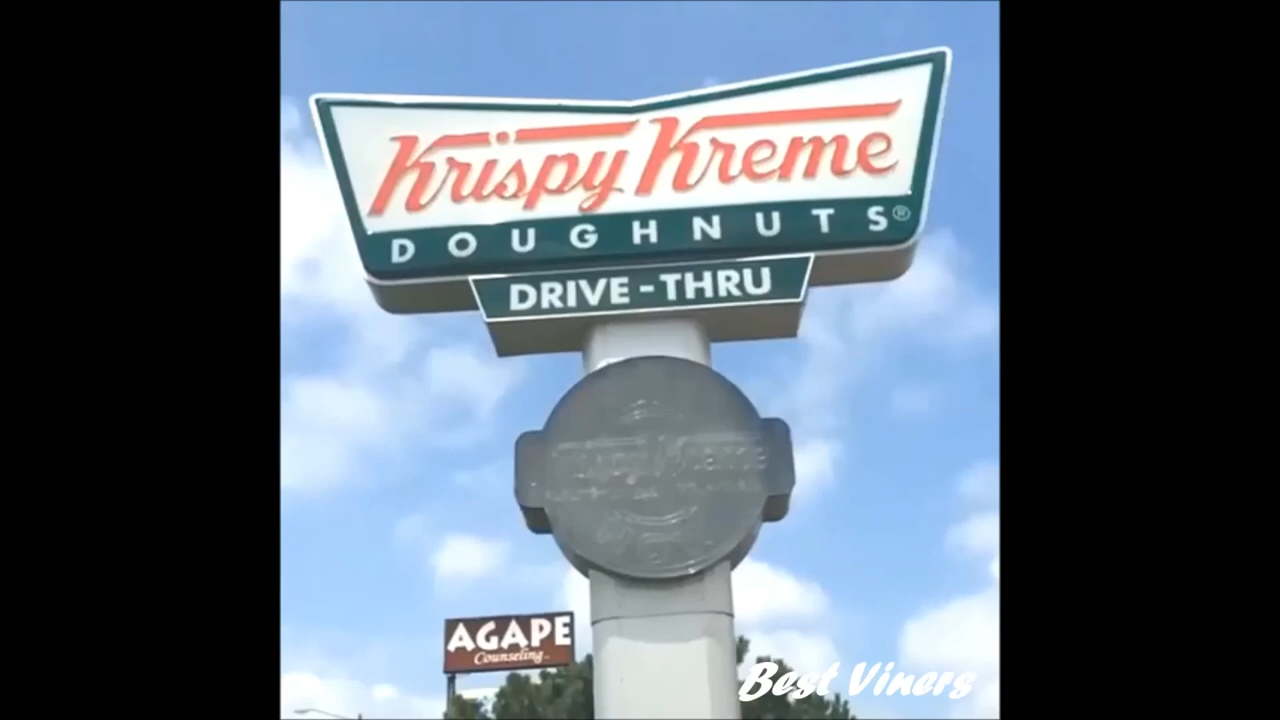 Krispy Kreme
DOUGHNUTS®
DRIVE-THRU
AGAPE
Counseling
Best Viners